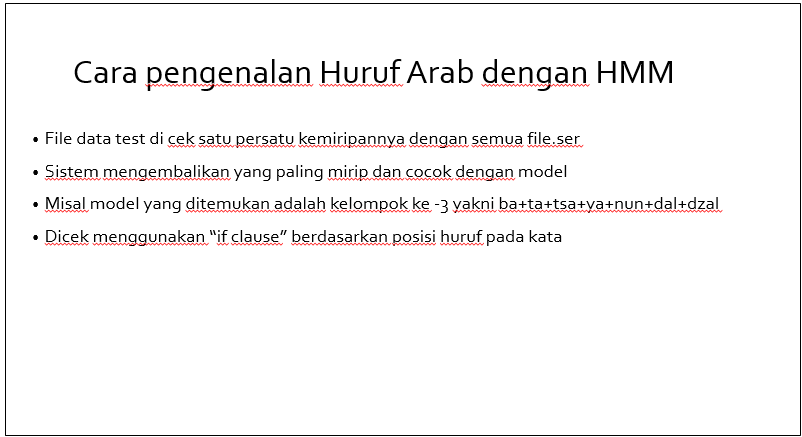 Cara pengenalan Huruf Arab dengan HMM
• File data test di cek satu persatu kemiripannya dengan semua file.ser
• Sistem mengembalikan yang paling mirip dan cocok dengan model
• Misal model yang ditemukan adalah kelompok ke -3 yakni ba+ta+tsa+ya+nun+dal+dzal
• Dicek menggunakan “if clause” berdasarkan posisi huruf pada kata